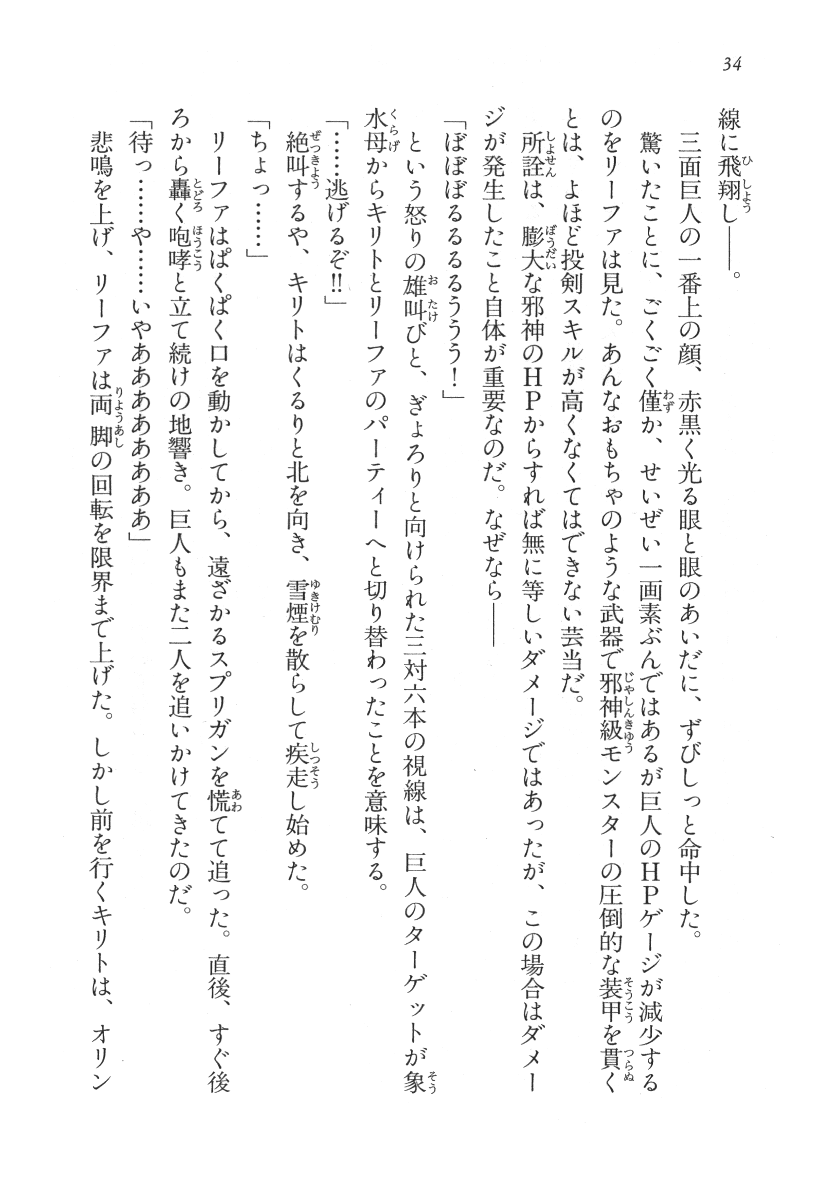 34
線に飛翔し――。
三面巨人の一番上の顔、赤黒く光る眼と眼のあいだに、ずびしっと命中した。
驚いたことに、ごくごく僅か、せいぜい一画素ぶんではあるが巨人のＨＰゲージが減少する
のをリーファは見た。あんなおもちゃのような武器で邪神級モンスターの圧倒的な装甲を貫く
とは、よほど投剣スキルが高くなくてはできない芸当だ。
所詮は、膨大な邪神のＨＰからすれば無に等しいダメージではあったが、この場合はダメー
ジが発生したこと自体が重要なのだ。なぜなら――
「ぼぼぼるるるるううう！」
という怒りの雄叫びと、ぎょろりと向けられた三対六本の視線は、巨人のターゲットが象
水母からキリトとリーファのパーティーへと切り替わったことを意味する。
「……逃げるぞ!!」
絶叫するや、キリトはくるりと北を向き、雪煙を散らして疾走し始めた。
「ちょっ……」
リーファはぱくぱく口を動かしてから、遠ざかるスプリガンを慌てて追った。直後、すぐ後
ろから轟く咆哮と立て続けの地響き。巨人もまた二人を追いかけてきたのだ。
「待っ……や……いやああああああああ」
悲鳴を上げ、リーファは両脚の回転を限界まで上げた。しかし前を行くキリトは、オリン